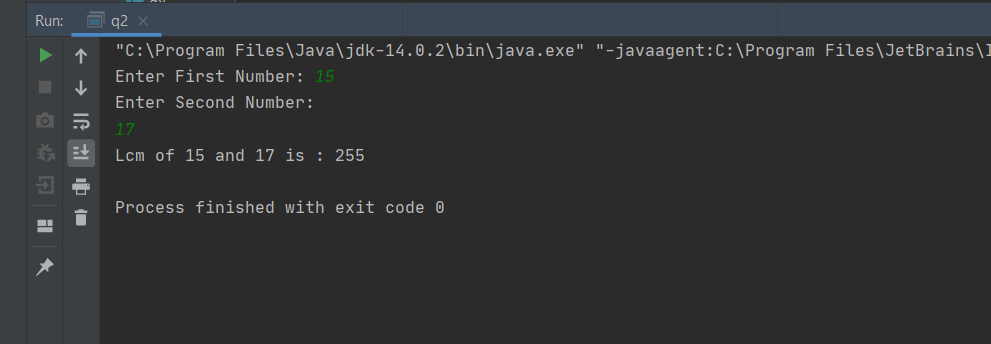 Run: q2
"C:\Program Files\Java\jdk-14.0.2\bin\java.exe" "-javaagent:C:\Program Files\JetBrains\
Enter First Number: 15
Enter Second Number:
17
Lcm of 15 and 17 is : 255
Process finished with exit code 0